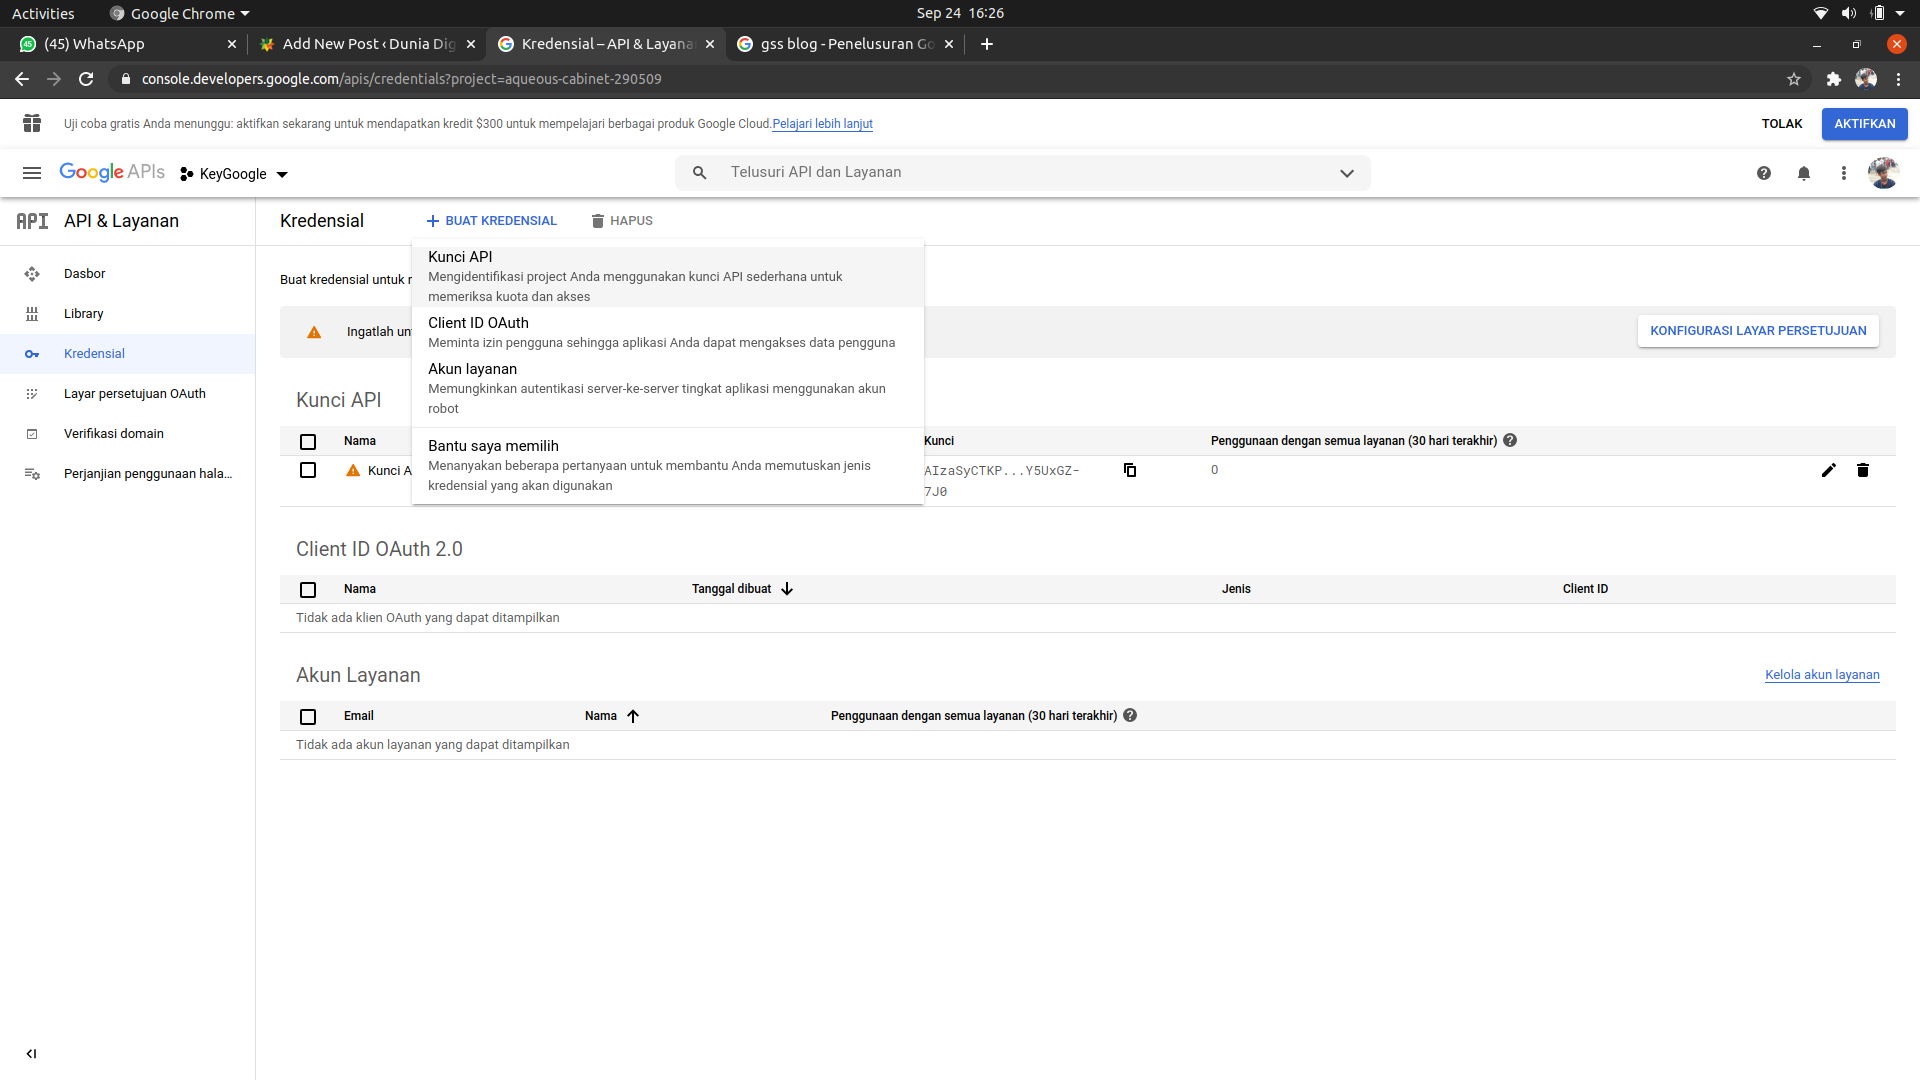 Activities
Google Chrome
Sep 24 16:26
(45) WhatsApp
Add New Post ‹ Dunia Dig
Kredensial – API & Layana
gss blog - Penelusuran Go
console.developers.google.com/apis/credentials?project=aqueous-cabinet-290509
Uji coba gratis Anda menunggu: aktifkan sekarang untuk mendapatkan kredit $300 untuk mempelajari berbagai produk Google Cloud.Pelajari lebih lanjut
TOLAK
AKTIFKAN
Google APIs
KeyGoogle
Telusuri API dan Layanan
API
API & Layanan
Kredensial
BUAT KREDENSIAL
HAPUS
Dasbor
Library
Kredensial
Layar persetujuan OAuth
Verifikasi domain
Perjanjian penggunaan hala...
Buat kredensial untuk
Kunci API
Mengidentifikasi project Anda menggunakan kunci API sederhana untuk
memeriksa kuota dan akses
Client ID OAuth
Meminta izin pengguna sehingga aplikasi Anda dapat mengakses data pengguna
Akun layanan
Memungkinkan autentikasi server-ke-server tingkat aplikasi menggunakan akun
robot
Bantu saya memilih
Menanyakan beberapa pertanyaan untuk membantu Anda memutuskan jenis
kredensial yang akan digunakan
Ingatlah un
KONFIGURASI LAYAR PERSETUJUAN
Kunci API
Nama
Kunci
Penggunaan dengan semua layanan (30 hari terakhir)
Kunci A
AIzaSyCTKP...Y5UxGZ-
7J0
0
Client ID OAuth 2.0
Nama
Tanggal dibuat
Jenis
Client ID
Tidak ada klien OAuth yang dapat ditampilkan
Akun Layanan
Kelola akun layanan
Email
Nama
Penggunaan dengan semua layanan (30 hari terakhir)
Tidak ada akun layanan yang dapat ditampilkan